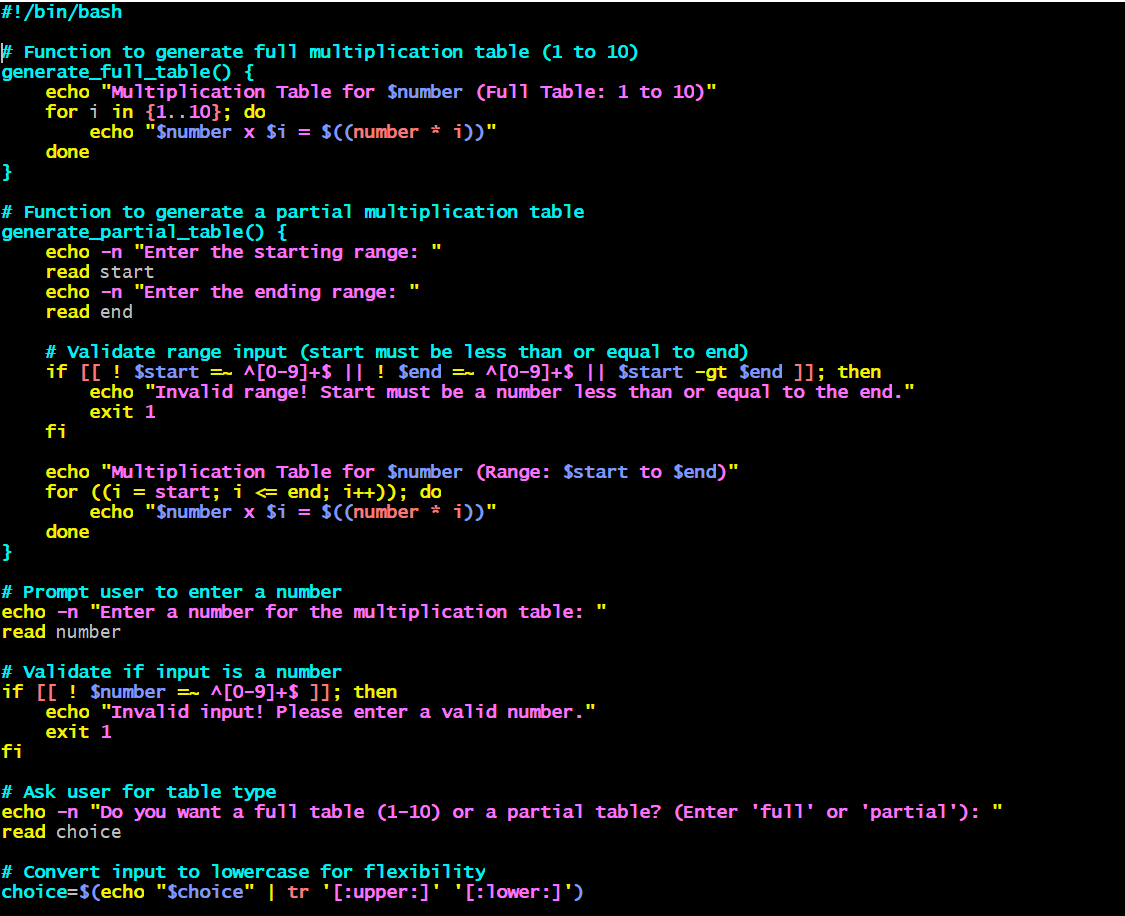 #!/bin/bash

# Function to generate full multiplication table (1 to 10)
generate_full_table() {
    echo "Multiplication Table for $number (Full Table: 1 to 10)"
    for i in {1..10}; do
        echo "$number x $i = $((number * i))"
    done
}

# Function to generate a partial multiplication table
generate_partial_table() {
    echo -n "Enter the starting range: "
    read start
    echo -n "Enter the ending range: "
    read end

    # Validate range input (start must be less than or equal to end)
    if [[ ! $start =~ ^[0-9]+$ || ! $end =~ ^[0-9]+$ || $start -gt $end ]]; then
        echo "Invalid range! Start must be a number less than or equal to the end."
        exit 1
    fi

    echo "Multiplication Table for $number (Range: $start to $end)"
    for ((i = start; i <= end; i++)); do
        echo "$number x $i = $((number * i))"
    done
}

# Prompt user to enter a number
echo -n "Enter a number for the multiplication table: "
read number

# Validate if input is a number
if [[ ! $number =~ ^[0-9]+$ ]]; then
    echo "Invalid input! Please enter a valid number."
    exit 1
fi

# Ask user for table type
echo -n "Do you want a full table (1-10) or a partial table? (Enter 'full' or 'partial'): "
read choice

# Convert input to lowercase for flexibility
choice=$(echo "$choice" | tr '[:upper:]' '[:lower:]')